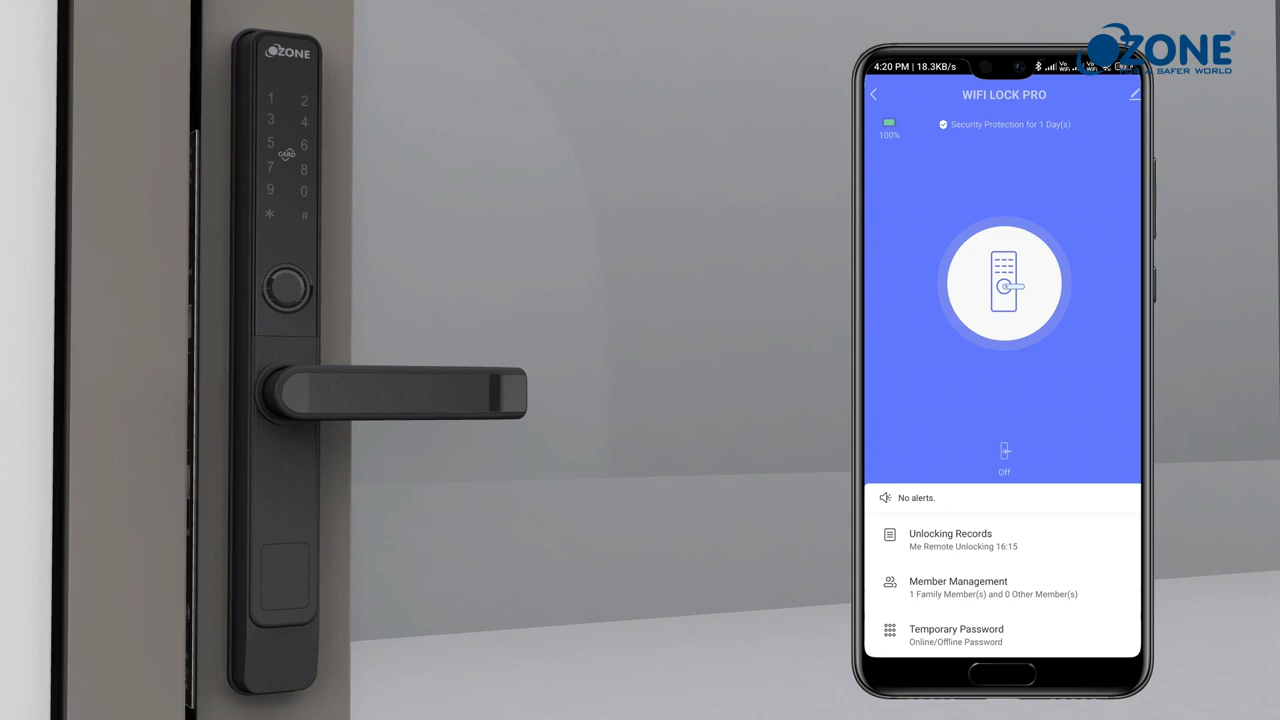 OZONE
1 2
3 4
5 6
CARD
7 8
9 0
* #
OZONE®
A SAFER WORLD
4:20 PM | 18.3KB/s
WIFI LOCK PRO
100%
Security Protection for 1 Day(s)
Off
No alerts.
Unlocking Records
Me Remote Unlocking 16:15
Member Management
1 Family Member(s) and 0 Other Member(s)
Temporary Password
Online/Offline Password